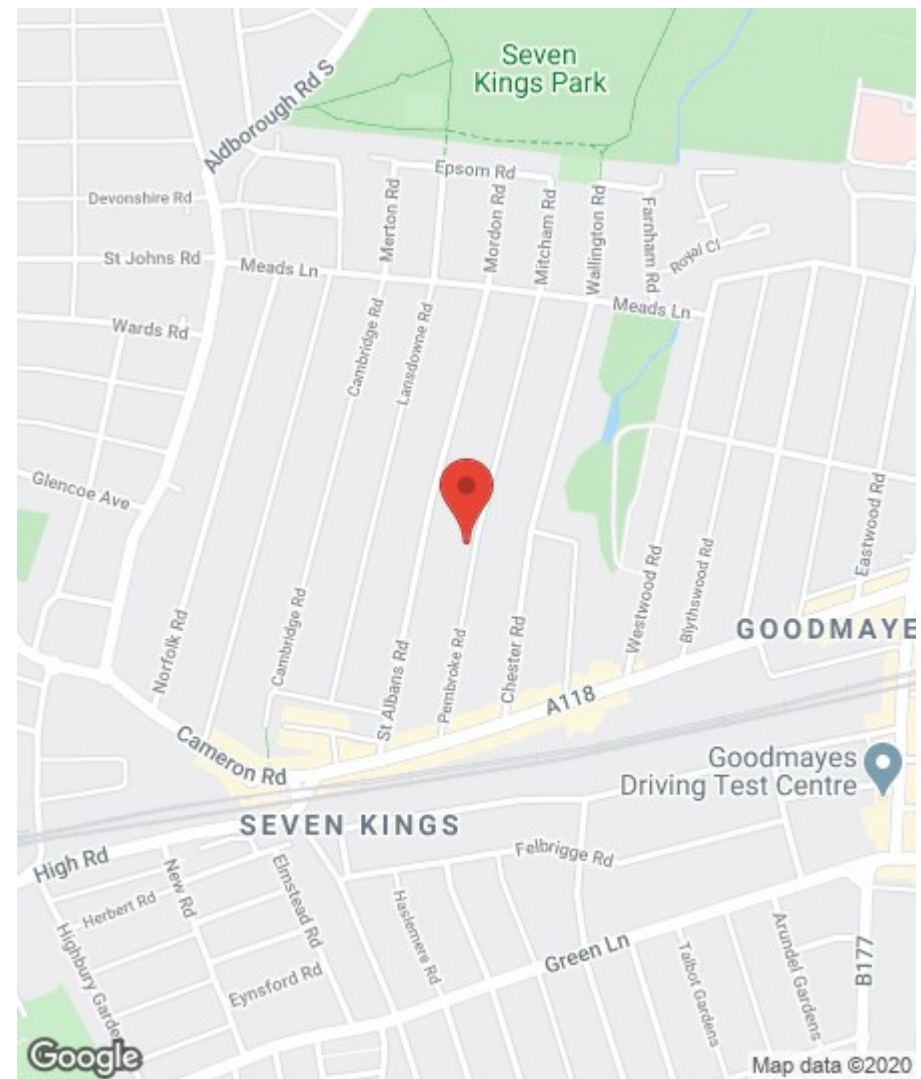 Seven
Kings Park
Aldborough Rd S
Epsom Rd
Devonshire Rd
Merton Rd
Mordon Rd
Mitcham Rd
Wallington Rd
Farnham Rd
Royal Cl
St Johns Rd
Meads Ln
Meads Ln
Wards Rd
Cambridge Rd
Lansdowne Rd
Glencoe Ave
Eastwood Rd
Norfolk Rd
Cambridge Rd
St Albans Rd
Pembroke Rd
Chester Rd
Westwood Rd
Blythswood Rd
GOODMAYE
A118
Cameron Rd
Goodmayes
Driving Test Centre
SEVEN KINGS
High Rd
Felbrigge Rd
New Rd
Elmstead Rd
Herbert Rd
Haslemere Rd
Highbury Garde
Eynsford Rd
Green Ln
Talbot Gardens
Arundel Gardens
B177
Google
Map data ©2020